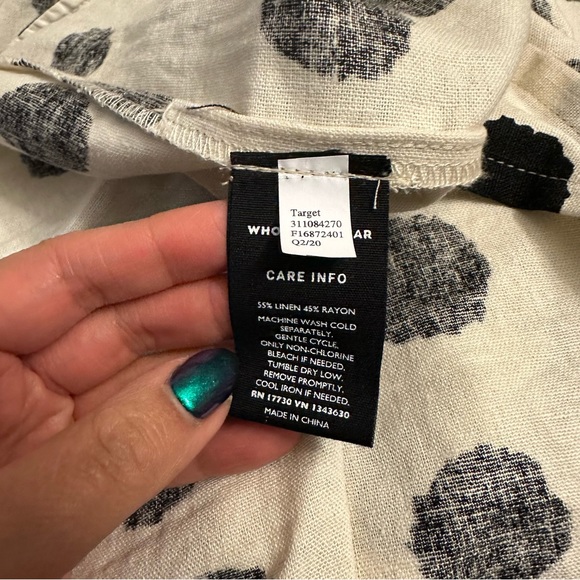 Target
311084270
F16872401
Q2/20
WHO AR
CARE INFO
55% LINEN 45% RAYON
MACHINE WASH COLD
SEPARATELY.
GENTLE CYCLE.
ONLY NON-CHLORINE
BLEACH IF NEEDED.
TUMBLE DRY LOW.
REMOVE PROMPTLY.
COOL IRON IF NEEDED.
RN 17730 VN 1343630
MADE IN CHINA